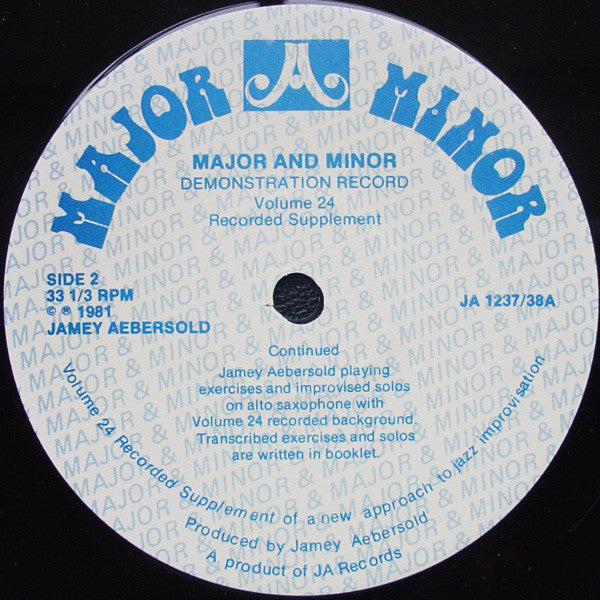 MAJOR & MINOR
MAJOR
MINOR
MAJOR AND MINOR
DEMONSTRATION RECORD
Volume 24
Recorded Supplement
SIDE 2
33 1/3 RPM
© ℗ 1981
JAMEY AEBERSOLD
JA 1237/38A
Continued
Jamey Aebersold playing
exercises and improvised solos
on alto saxophone with
Volume 24 recorded background.
Transcribed exercises and solos
are written in booklet.
Volume 24 Recorded Supplement of a new approach to jazz improvisation
Produced by Jamey Aebersold
A product of JA Records